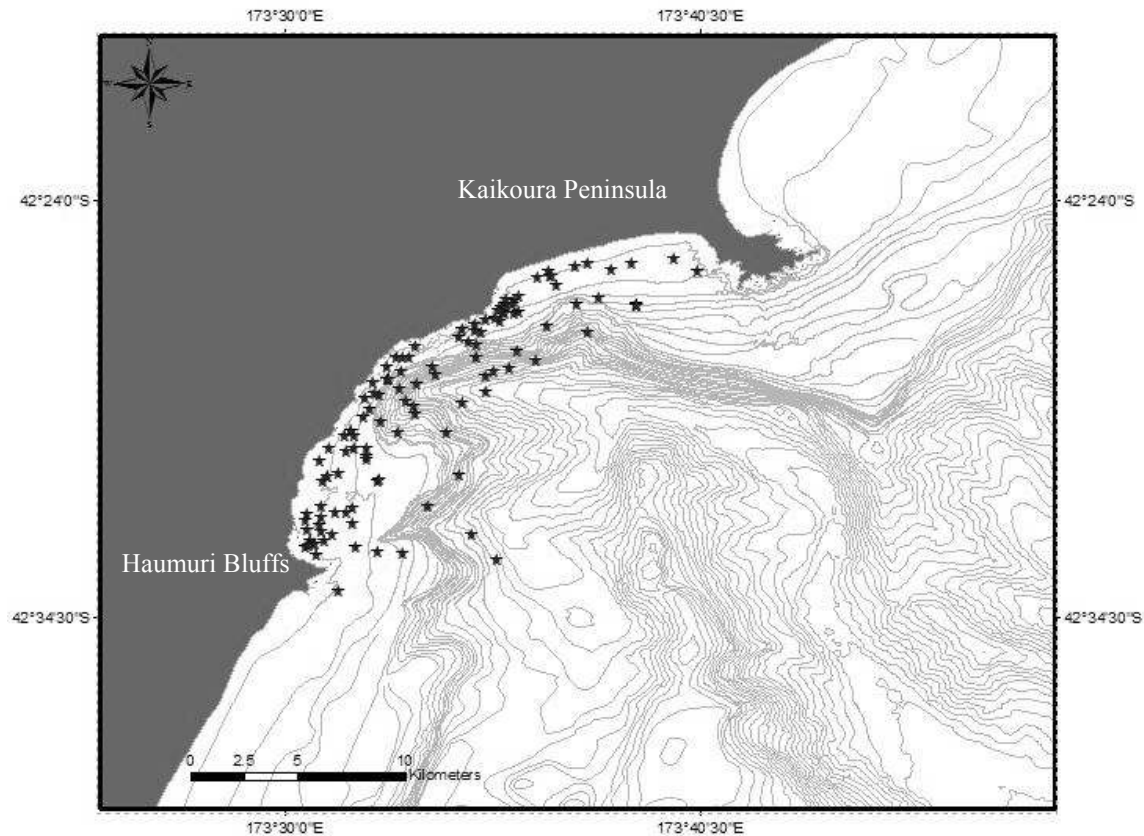 173°30'0"E 173°40'30"E
N
W E
S
Kaikoura Peninsula
42°24'0"S 42°24'0"S
Haumuri Bluffs
42°34'30"S 42°34'30"S
0 2.5 5 10
Kilometers
173°30'0"E 173°40'30"E